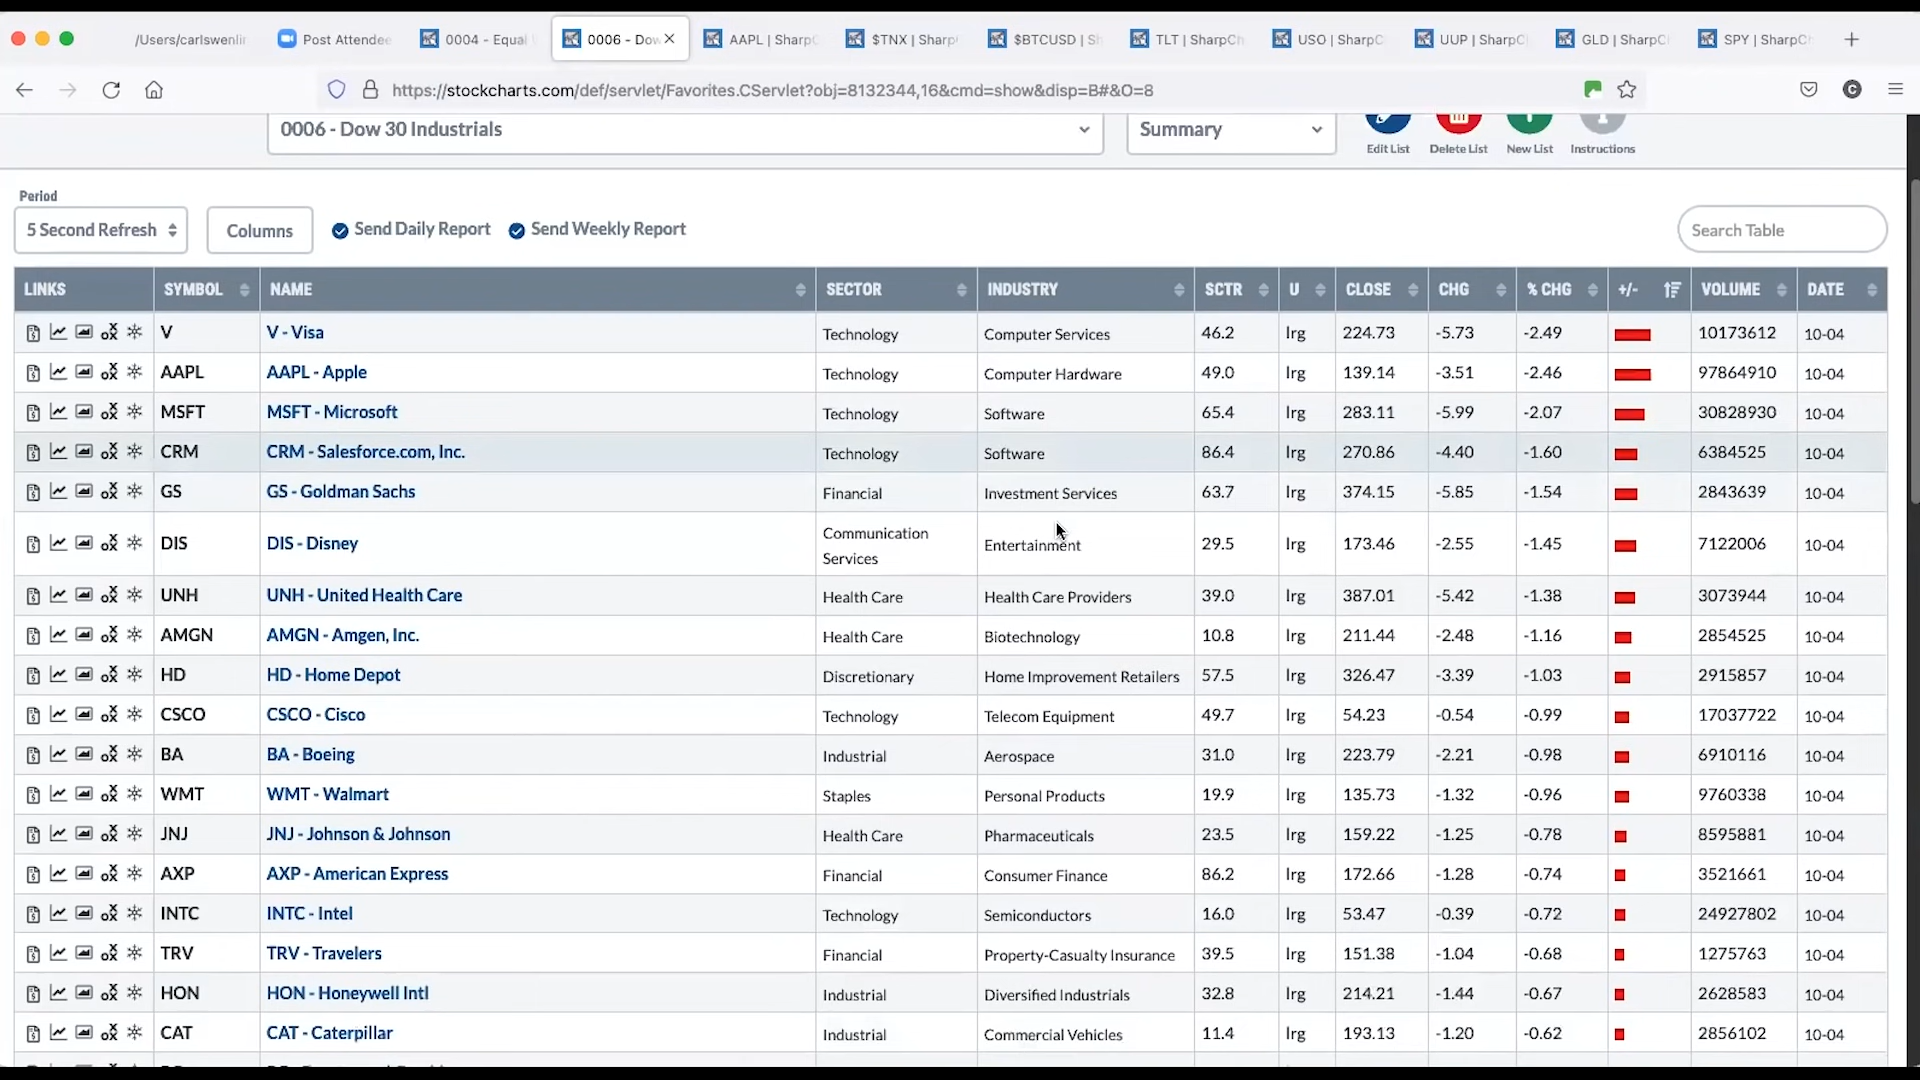 /Users/carlswenlin
Post Attendee
0004 - Equal
0006 - Dow
AAPL | SharpC
$TNX | SharpC
$BTCUSD | Sh
TLT | SharpCh
USO | SharpC
UUP | SharpC
GLD | SharpC
SPY | SharpCh
https://stockcharts.com/def/servlet/Favorites.CServlet?obj=8132344,16&cmd=show&disp=B#&O=8
C
0006 - Dow 30 Industrials
Summary
Edit List
Delete List
New List
Instructions
Period
5 Second Refresh
Columns
Send Daily Report
Send Weekly Report
Search Table
LINKS SYMBOL NAME SECTOR INDUSTRY SCTR U CLOSE CHG % CHG +/- VOLUME DATE
V V - Visa Technology Computer Services 46.2 lrg 224.73 -5.73 -2.49 10173612 10-04
AAPL AAPL - Apple Technology Computer Hardware 49.0 lrg 139.14 -3.51 -2.46 97864910 10-04
MSFT MSFT - Microsoft Technology Software 65.4 lrg 283.11 -5.99 -2.07 30828930 10-04
CRM CRM - Salesforce.com, Inc. Technology Software 86.4 lrg 270.86 -4.40 -1.60 6384525 10-04
GS GS - Goldman Sachs Financial Investment Services 63.7 lrg 374.15 -5.85 -1.54 2843639 10-04
DIS DIS - Disney Communication Services Entertainment 29.5 lrg 173.46 -2.55 -1.45 7122006 10-04
UNH UNH - United Health Care Health Care Health Care Providers 39.0 lrg 387.01 -5.42 -1.38 3073944 10-04
AMGN AMGN - Amgen, Inc. Health Care Biotechnology 10.8 lrg 211.44 -2.48 -1.16 2854525 10-04
HD HD - Home Depot Discretionary Home Improvement Retailers 57.5 lrg 326.47 -3.39 -1.03 2915857 10-04
CSCO CSCO - Cisco Technology Telecom Equipment 49.7 lrg 54.23 -0.54 -0.99 17037722 10-04
BA BA - Boeing Industrial Aerospace 31.0 lrg 223.79 -2.21 -0.98 6910116 10-04
WMT WMT - Walmart Staples Personal Products 19.9 lrg 135.73 -1.32 -0.96 9760338 10-04
JNJ JNJ - Johnson & Johnson Health Care Pharmaceuticals 23.5 lrg 159.22 -1.25 -0.78 8595881 10-04
AXP AXP - American Express Financial Consumer Finance 86.2 lrg 172.66 -1.28 -0.74 3521661 10-04
INTC INTC - Intel Technology Semiconductors 16.0 lrg 53.47 -0.39 -0.72 24927802 10-04
TRV TRV - Travelers Financial Property-Casualty Insurance 39.5 lrg 151.38 -1.04 -0.68 1275763 10-04
HON HON - Honeywell Intl Industrial Diversified Industrials 32.8 lrg 214.21 -1.44 -0.67 2628583 10-04
CAT CAT - Caterpillar Industrial Commercial Vehicles 11.4 lrg 193.13 -1.20 -0.62 2856102 10-04